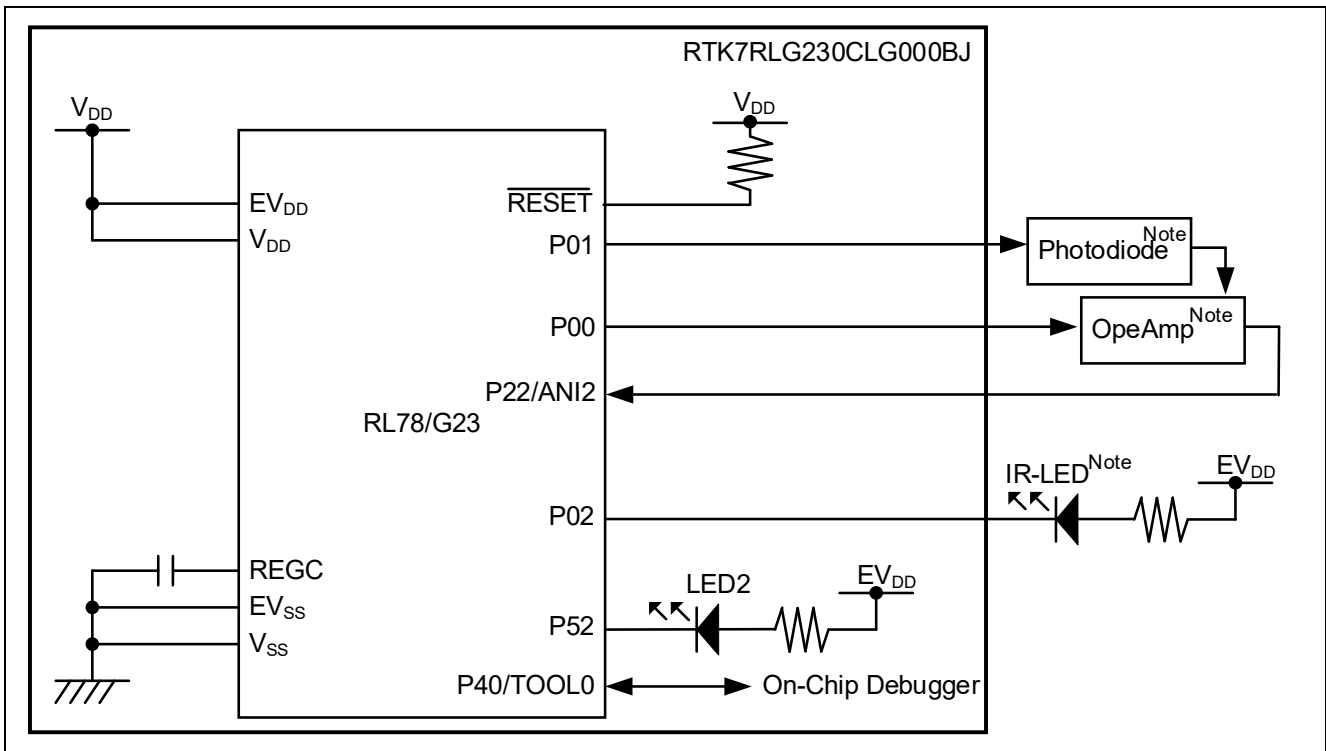 RTK7RLG230CLG000BJ
VDD
VDD
EVDD
VDD
RESET
P01
Photodiode Note
P00
OpeAmp Note
P22/ANI2
RL78/G23
IR-LED Note
EVDD
P02
REGC
EVSS
VSS
LED2
EVDD
P52
P40/TOOL0
On-Chip Debugger